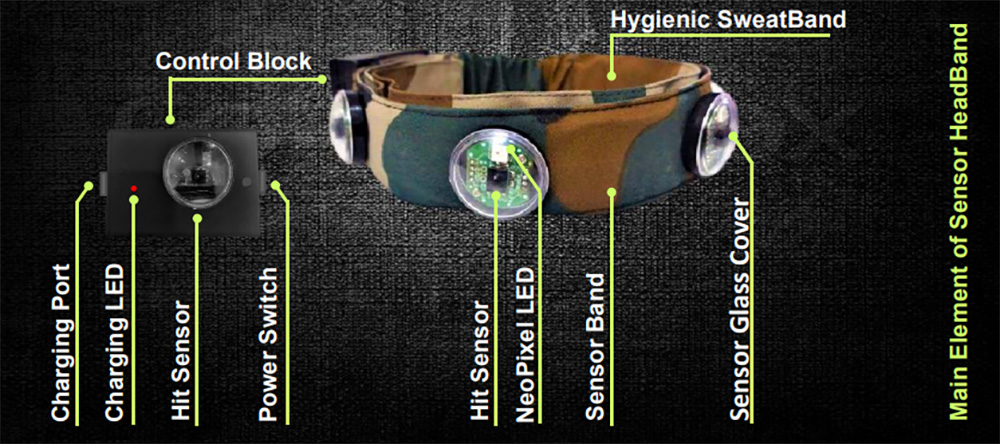 Hygienic SweatBand
Control Block
Charging Port
Charging LED
Hit Sensor
Power Switch
Hit Sensor
NeoPixel LED
Sensor Band
Sensor Glass Cover
Main Element of Sensor HeadBand